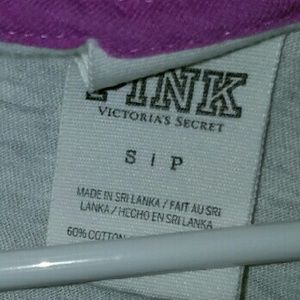 PINK
VICTORIA'S SECRET
S | P
MADE IN SRI LANKA / FAIT AU SRI
LANKA / HECHO EN SRI LANKA
60% COTTON